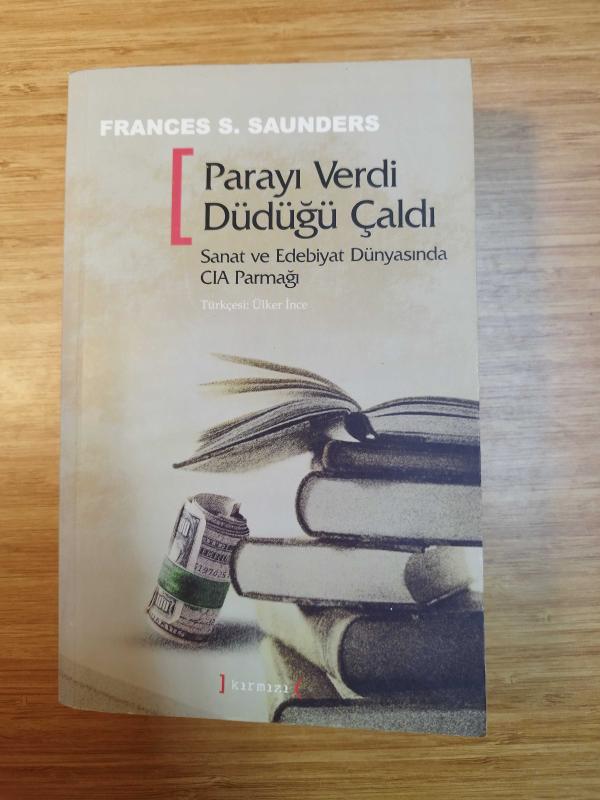 FRANCES S. SAUNDERS
[ Parayı Verdi
Düdüğü Çaldı
Sanat ve Edebiyat Dünyasında
CIA Parmağı
Türkçesi: Ülker İnce
] kırmızı (